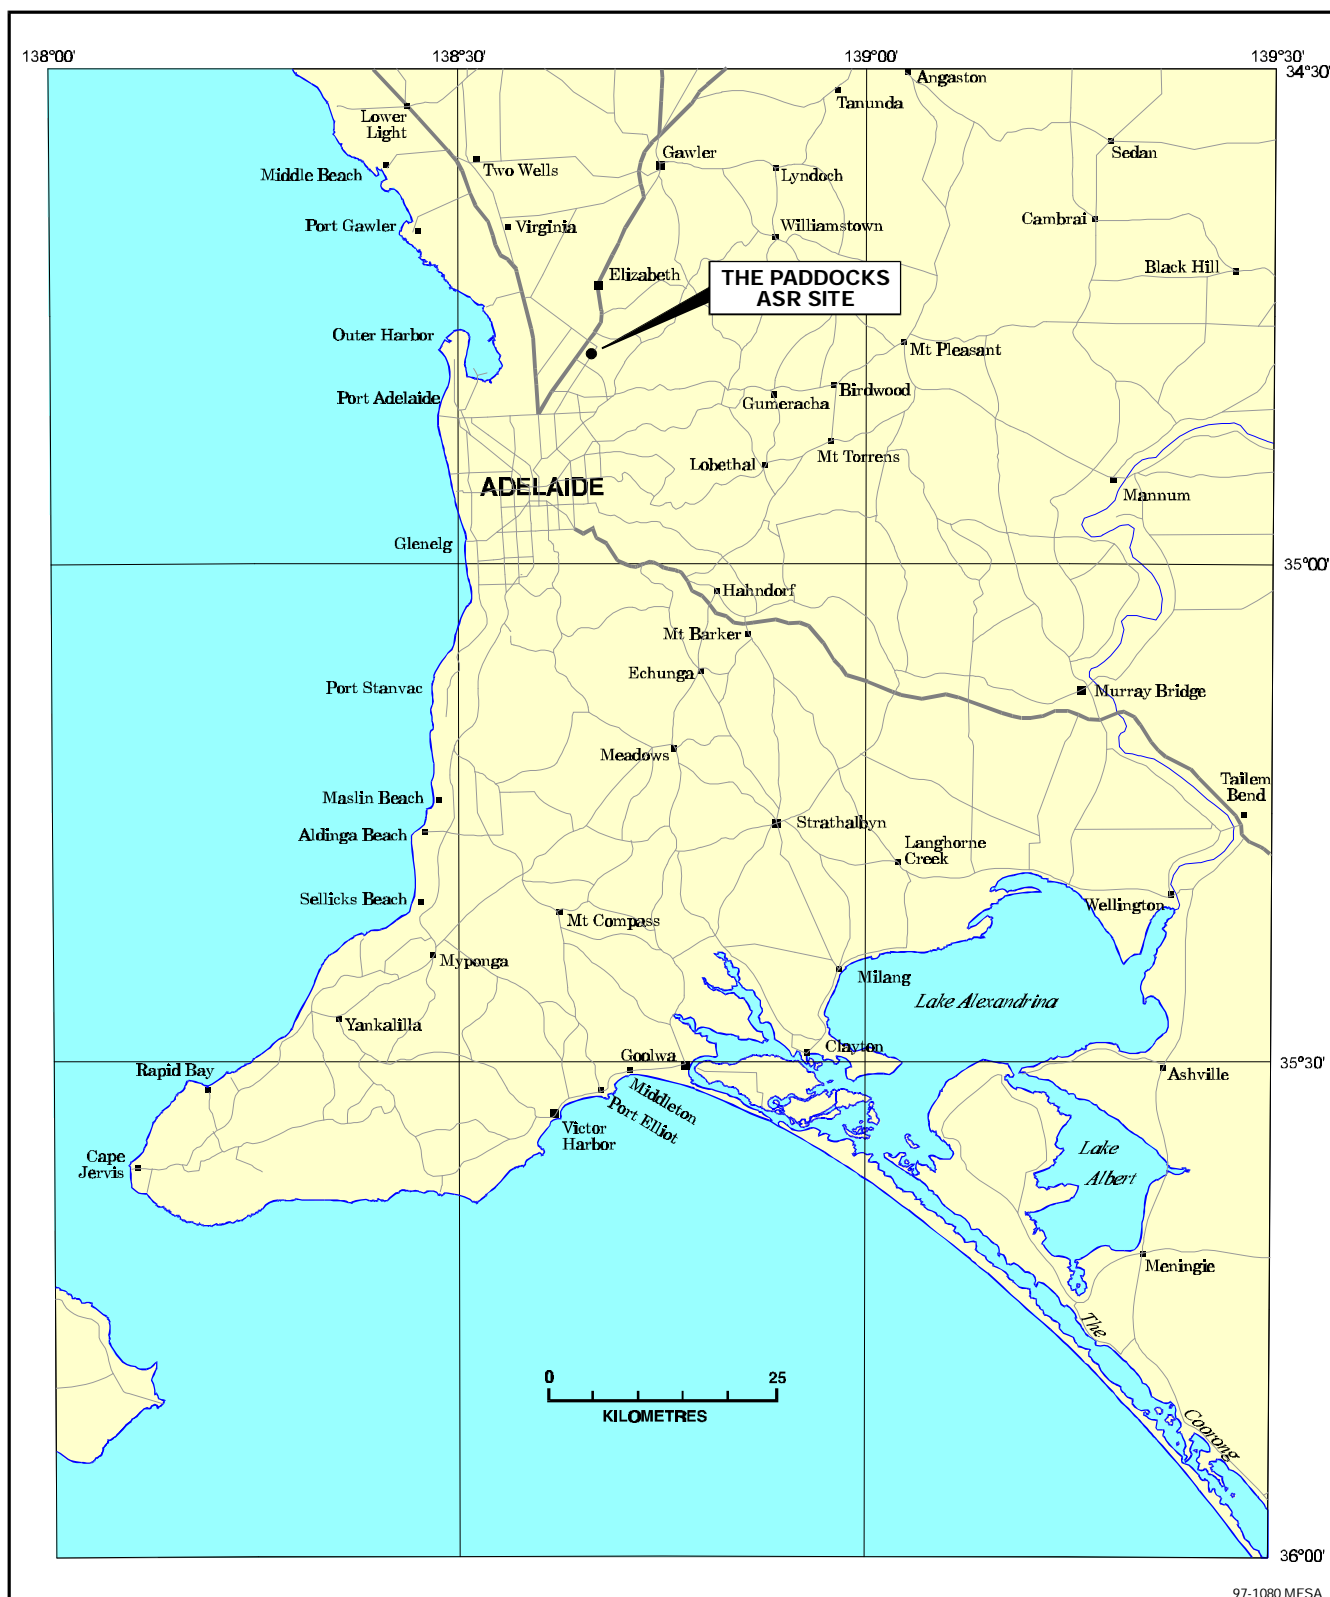 138°00'
138°30'
139°00'
139°30'
34°30'
Angaston
Tanunda
Lower
Light
Sedan
Gawler
Two Wells
Lyndoch
Middle Beach
Cambrai
Port Gawler
Virginia
Williamstown
Black Hill
Elizabeth
THE PADDOCKS
ASR SITE
Outer Harbor
Mt Pleasant
Birdwood
Port Adelaide
Gumeracha
Mt Torrens
Lobethal
ADELAIDE
Mannum
Glenelg
35°00'
Hahndorf
Mt Barker
Echunga
Port Stanvac
Murray Bridge
Meadows
Tailem
Bend
Maslin Beach
Strathalbyn
Aldinga Beach
Langhorne
Creek
Sellicks Beach
Wellington
Mt Compass
Myponga
Milang
Lake Alexandrina
Yankalilla
Clayton
Goolwa
35°30'
Rapid Bay
Ashville
Middleton
Port Elliot
Victor
Harbor
Cape
Jervis
Lake
Albert
Meningie
The
Coorong
0 25
KILOMETRES
36°00'
97-1080 MESA